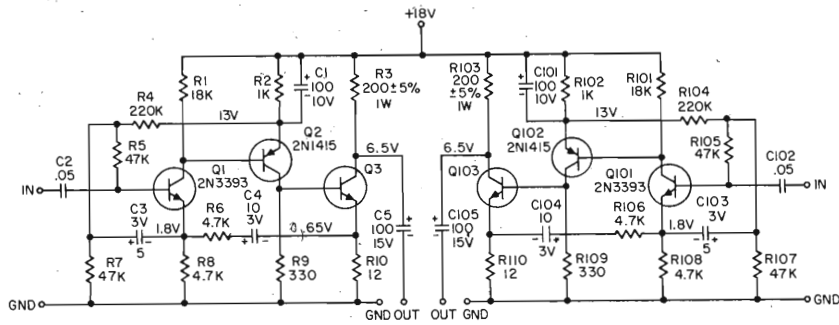 +18V
R1
18K
R2
1K
C1
100
10V
R3
200±5%
1W
R103
200
±5%
1W
C101
100
10V
R102
1K
R101
18K
R104
220K
R4
220K
13V
13V
R5
47K
Q2
2N1415
6.5V
6.5V
Q102
2N1415
R105
47K
C2
.05
Q1
2N3393
Q3
Q103
Q101
2N3393
C102
.05
IN
IN
C3
3V
5
1.8V
R6
4.7K
C4
10
3V
0.65V
C5
100
15V
C105
100
15V
C104
10
3V
R106
4.7K
1.8V
C103
3V
5
R7
47K
R8
4.7K
R9
330
R10
12
R110
12
R109
330
R108
4.7K
R107
47K
GND
GND OUT
OUT GND
GND